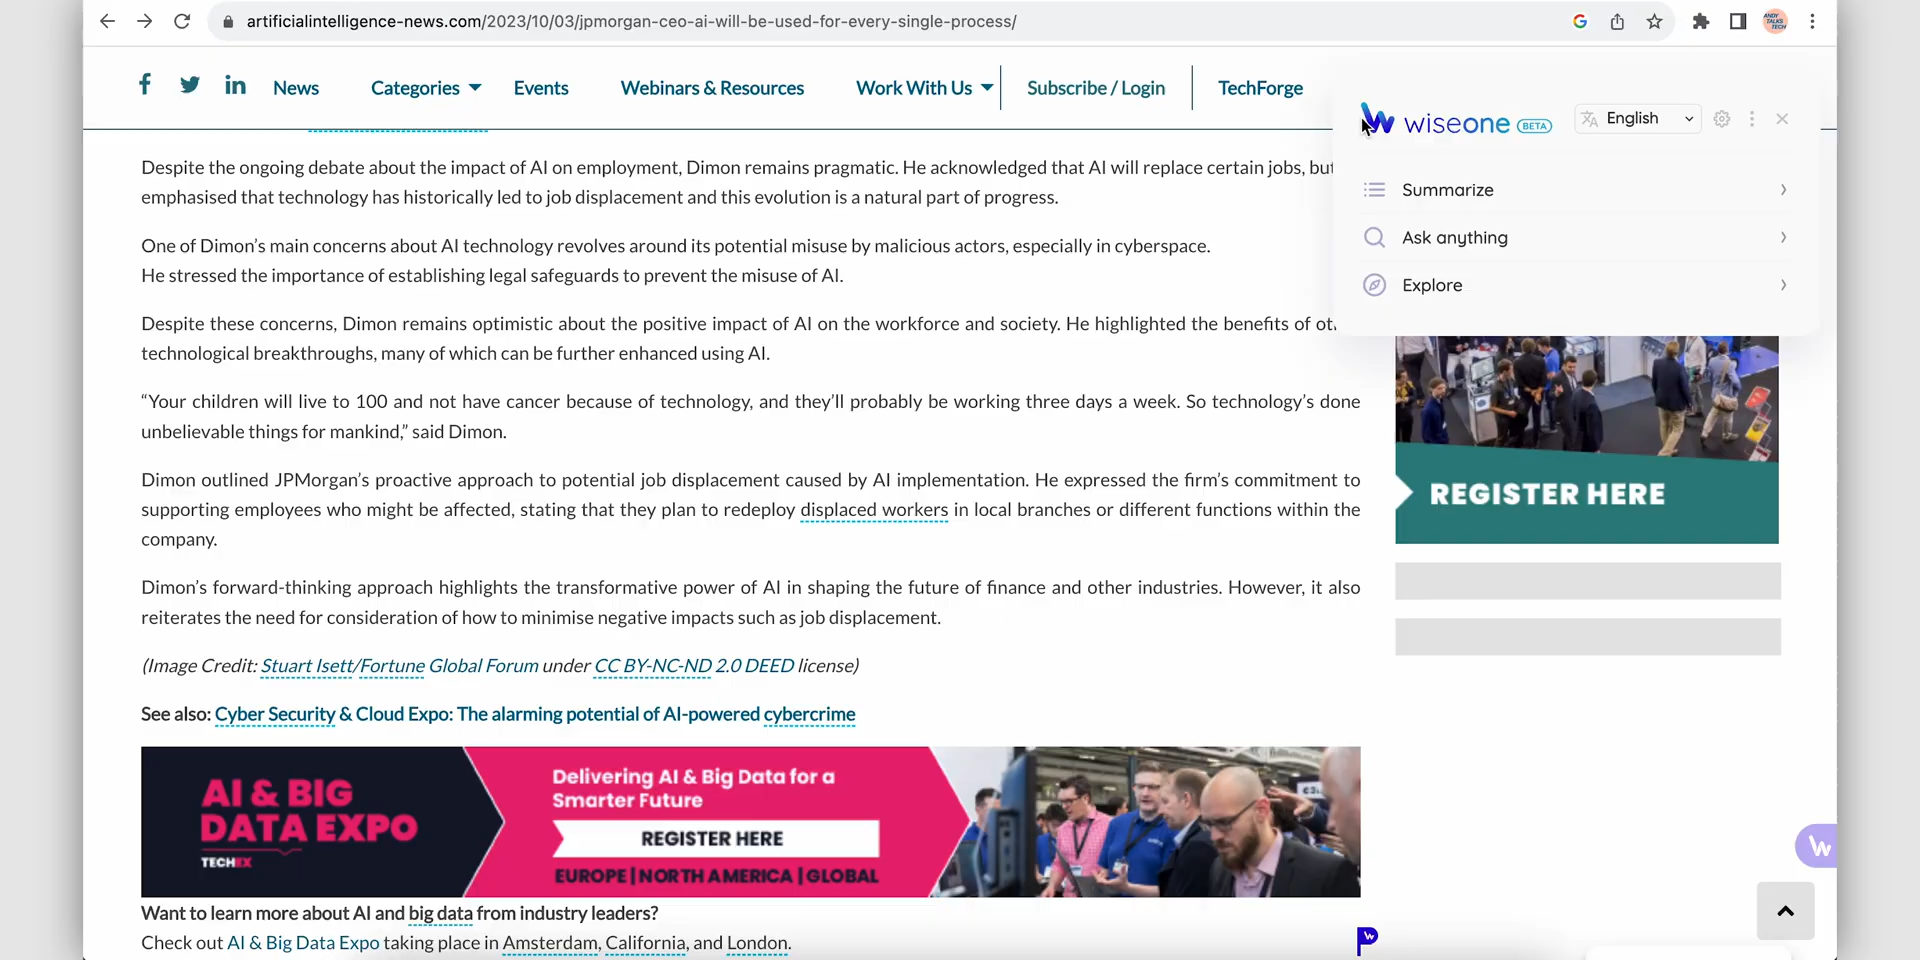 artificialintelligence-news.com/2023/10/03/jpmorgan-ceo-ai-will-be-used-for-every-single-process/
News Categories Events Webinars & Resources Work With Us Subscribe / Login TechForge
wiseone BETA English
Summarize
Ask anything
Explore
Despite the ongoing debate about the impact of AI on employment, Dimon remains pragmatic. He acknowledged that AI will replace certain jobs, but
emphasised that technology has historically led to job displacement and this evolution is a natural part of progress.
One of Dimon’s main concerns about AI technology revolves around its potential misuse by malicious actors, especially in cyberspace.
He stressed the importance of establishing legal safeguards to prevent the misuse of AI.
Despite these concerns, Dimon remains optimistic about the positive impact of AI on the workforce and society. He highlighted the benefits of
technological breakthroughs, many of which can be further enhanced using AI.
“Your children will live to 100 and not have cancer because of technology, and they’ll probably be working three days a week. So technology’s done
unbelievable things for mankind,” said Dimon.
Dimon outlined JPMorgan’s proactive approach to potential job displacement caused by AI implementation. He expressed the firm’s commitment to
supporting employees who might be affected, stating that they plan to redeploy displaced workers in local branches or different functions within the
company.
Dimon’s forward-thinking approach highlights the transformative power of AI in shaping the future of finance and other industries. However, it also
reiterates the need for consideration of how to minimise negative impacts such as job displacement.
(Image Credit: Stuart Isett/Fortune Global Forum under CC BY-NC-ND 2.0 DEED license)
See also: Cyber Security & Cloud Expo: The alarming potential of AI-powered cybercrime
REGISTER HERE
AI & BIG
DATA EXPO
TECHEX
Delivering AI & Big Data for a
Smarter Future
REGISTER HERE
EUROPE | NORTH AMERICA | GLOBAL
Want to learn more about AI and big data from industry leaders?
Check out AI & Big Data Expo taking place in Amsterdam, California, and London.